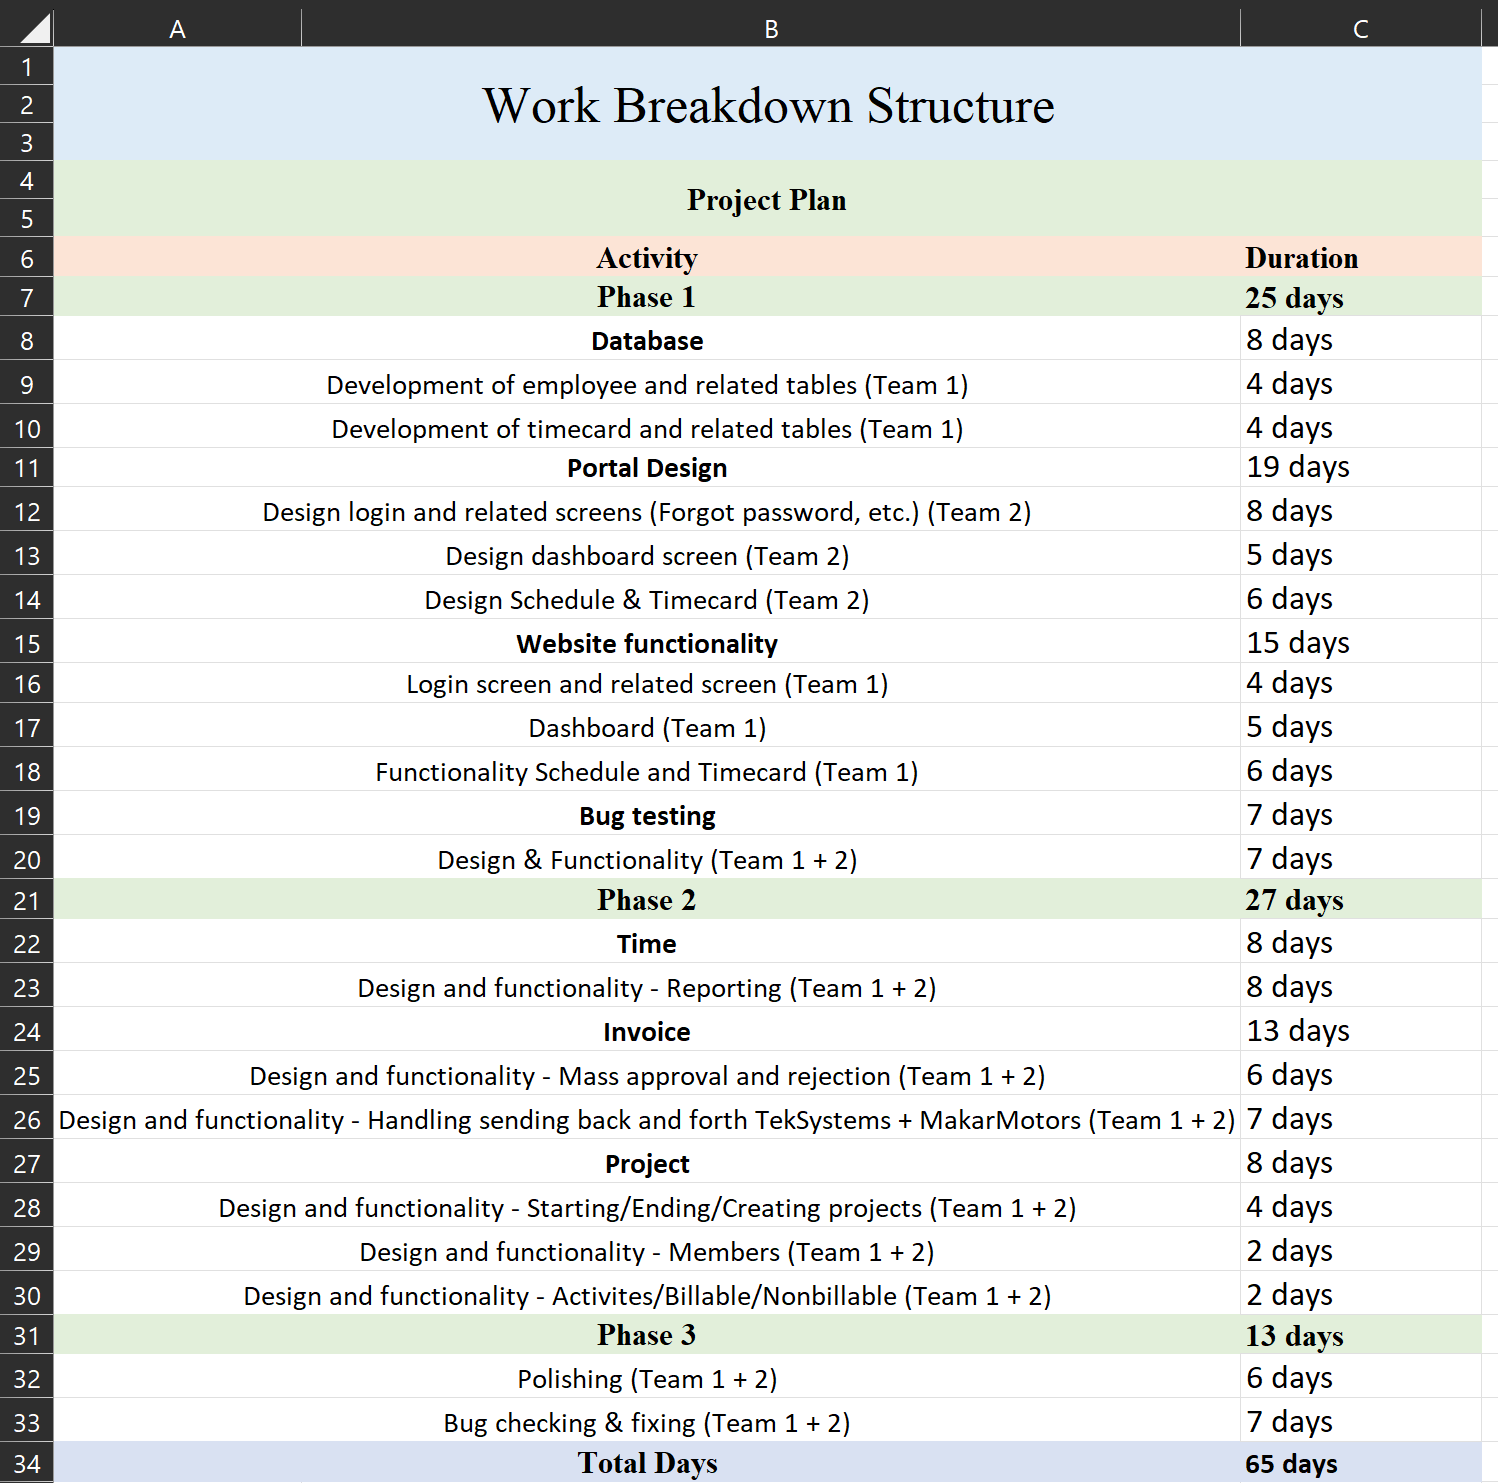 A B C
1
2 Work Breakdown Structure
3
4
Project Plan
5
6 Activity Duration
7 Phase 1 25 days
8 Database 8 days
9 Development of employee and related tables (Team 1) 4 days
10 Development of timecard and related tables (Team 1) 4 days
11 Portal Design 19 days
12 Design login and related screens (Forgot password, etc.) (Team 2) 8 days
13 Design dashboard screen (Team 2) 5 days
14 Design Schedule & Timecard (Team 2) 6 days
15 Website functionality 15 days
16 Login screen and related screen (Team 1) 4 days
17 Dashboard (Team 1) 5 days
18 Functionality Schedule and Timecard (Team 1) 6 days
19 Bug testing 7 days
20 Design & Functionality (Team 1 + 2) 7 days
21 Phase 2 27 days
22 Time 8 days
23 Design and functionality - Reporting (Team 1 + 2) 8 days
24 Invoice 13 days
25 Design and functionality - Mass approval and rejection (Team 1 + 2) 6 days
26 Design and functionality - Handling sending back and forth TekSystems + MakarMotors (Team 1 + 2) 7 days
27 Project 8 days
28 Design and functionality - Starting/Ending/Creating projects (Team 1 + 2) 4 days
29 Design and functionality - Members (Team 1 + 2) 2 days
30 Design and functionality - Activites/Billable/Nonbillable (Team 1 + 2) 2 days
31 Phase 3 13 days
32 Polishing (Team 1 + 2) 6 days
33 Bug checking & fixing (Team 1 + 2) 7 days
34 Total Days 65 days